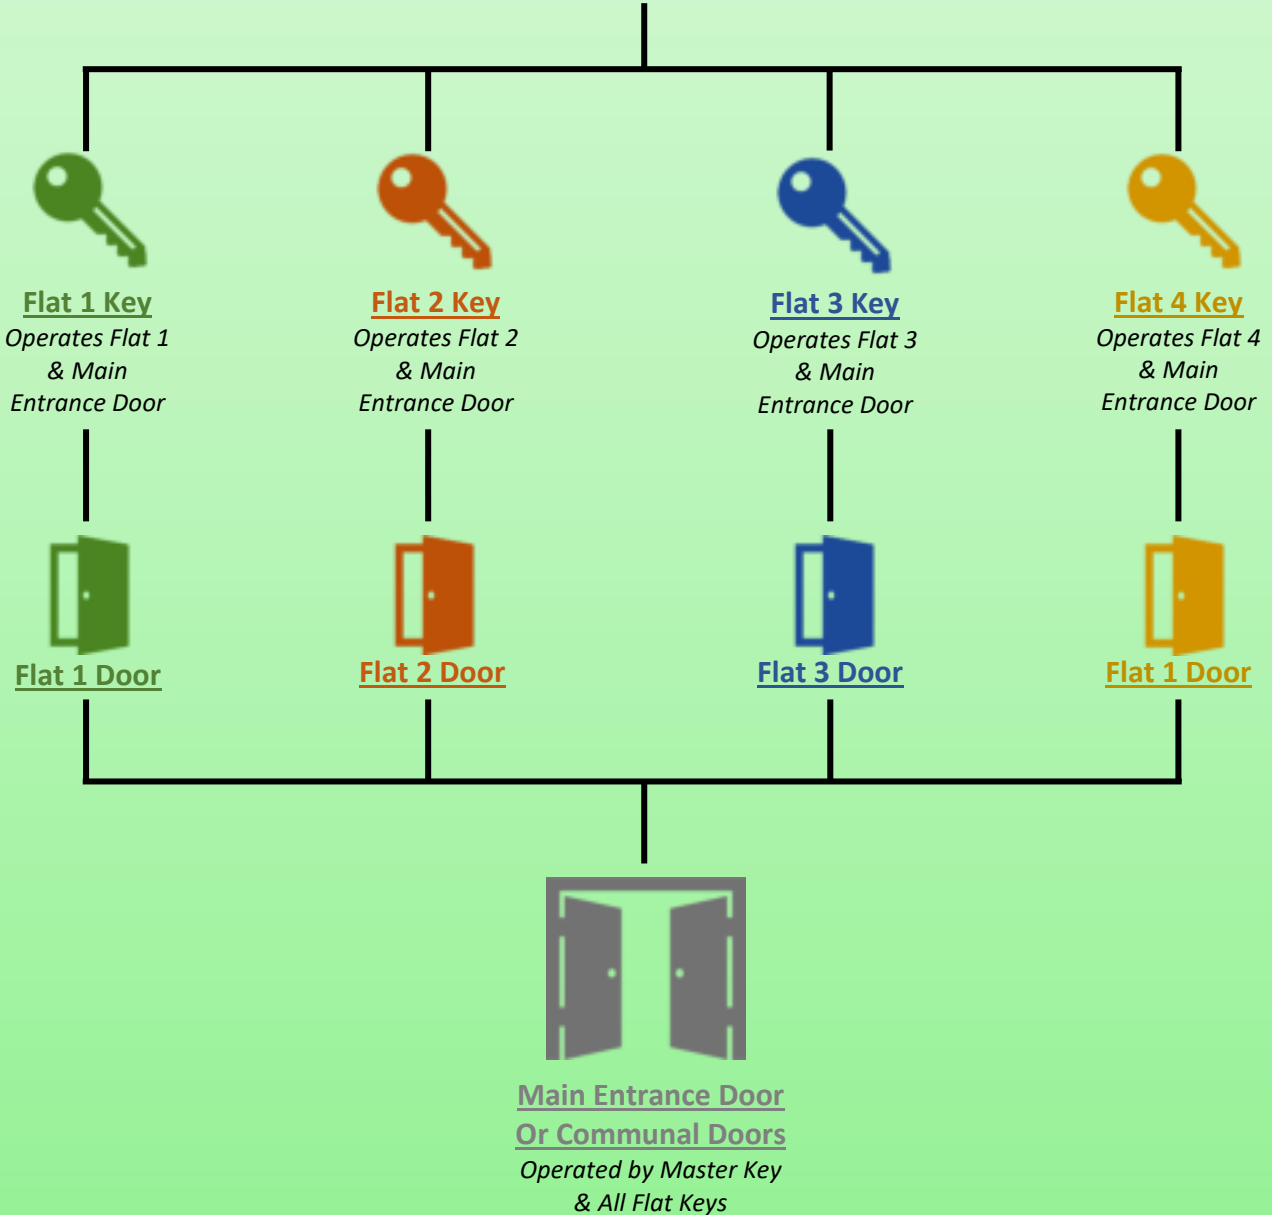 Flat 1 Key
Operates Flat 1
& Main
Entrance Door
Flat 2 Key
Operates Flat 2
& Main
Entrance Door
Flat 3 Key
Operates Flat 3
& Main
Entrance Door
Flat 4 Key
Operates Flat 4
& Main
Entrance Door
Flat 1 Door
Flat 2 Door
Flat 3 Door
Flat 1 Door
Main Entrance Door
Or Communal Doors
Operated by Master Key
& All Flat Keys